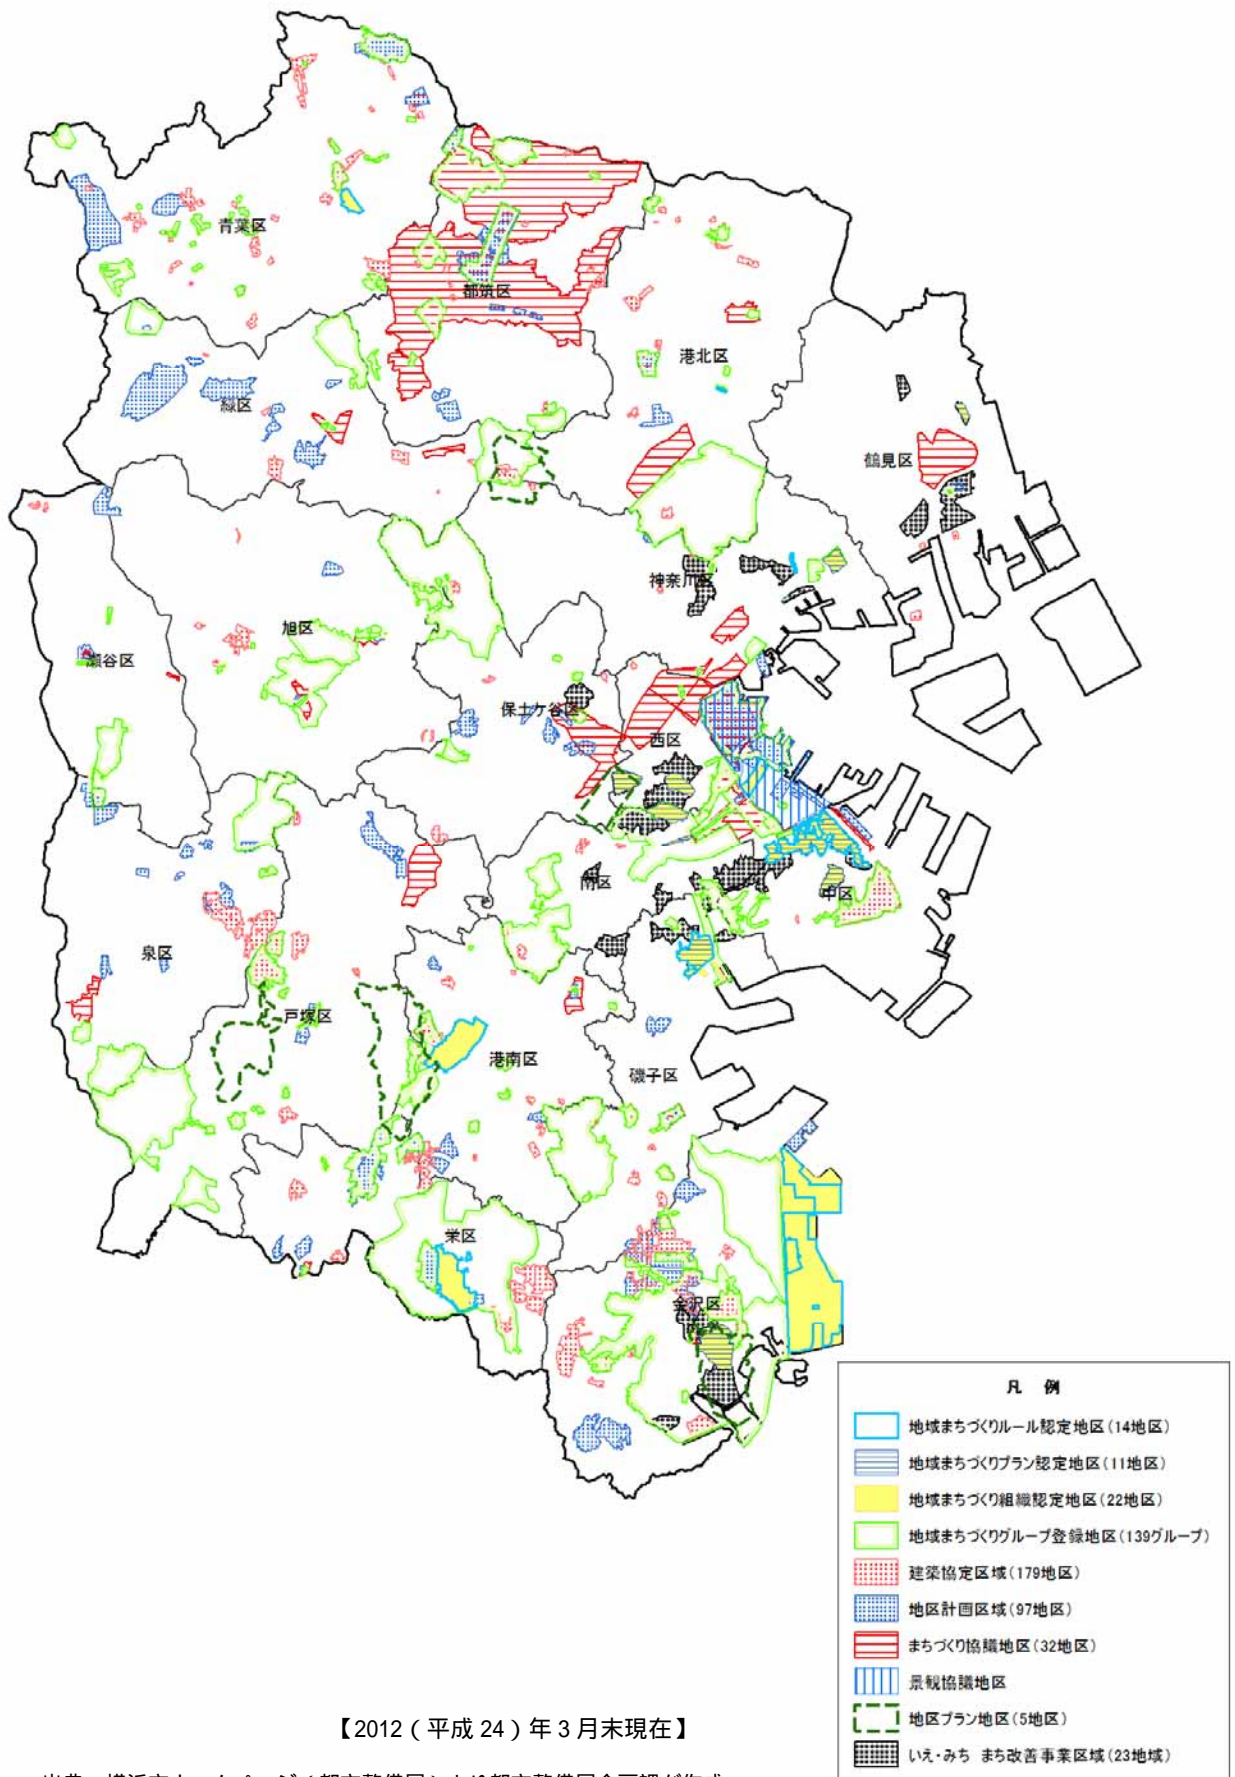 青葉区
都筑区
港北区
緑区
鶴見区
神奈川区
旭区
瀬谷区
保土ケ谷区
西区
南区
中区
泉区
戸塚区
港南区
磯子区
栄区
金沢区
凡 例
地域まちづくりルール認定地区(14地区)
地域まちづくりプラン認定地区(11地区)
地域まちづくり組織認定地区(22地区)
地域まちづくりグループ登録地区(139グループ)
建築協定区域(179地区)
地区計画区域(97地区)
まちづくり協議地区(32地区)
景観協議地区
地区プラン地区(5地区)
いえ・みち まち改善事業区域(23地域)
【2012(平成 24)年 3 月末現在】